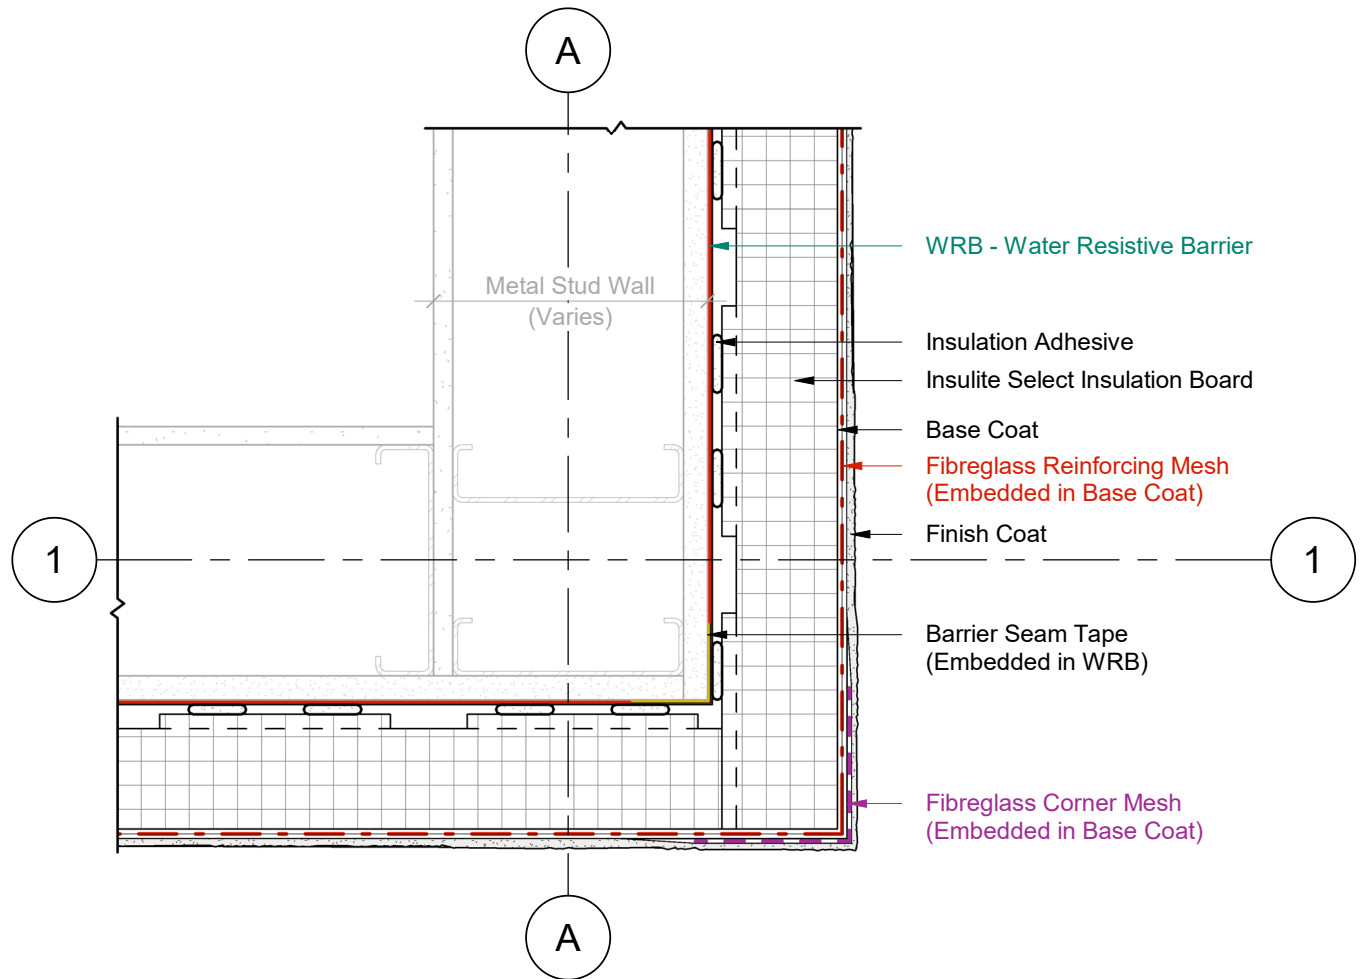 A
WRB - Water Resistive Barrier
Metal Stud Wall
(Varies)
Insulation Adhesive
Insulite Select Insulation Board
Base Coat
Fibreglass Reinforcing Mesh
(Embedded in Base Coat)
Finish Coat
1
1
Barrier Seam Tape
(Embedded in WRB)
Fibreglass Corner Mesh
(Embedded in Base Coat)
A